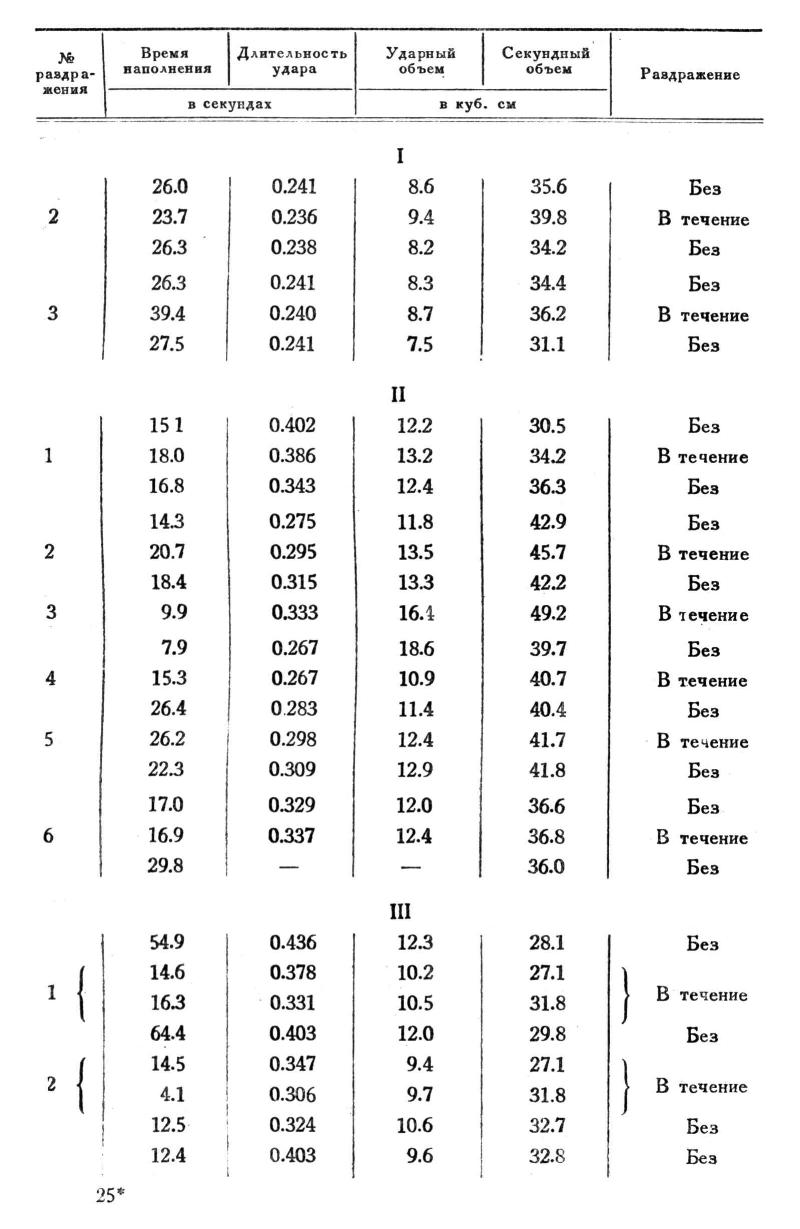 № раздра-жения Время наполнения Длительность удара Ударный объем Секундный объем Раздражение
в секундах в куб. см
I
26.0 0.241 8.6 35.6 Без
2 23.7 0.236 9.4 39.8 В течение
26.3 0.238 8.2 34.2 Без
26.3 0.241 8.3 34.4 Без
3 39.4 0.240 8.7 36.2 В течение
27.5 0.241 7.5 31.1 Без
II
15 1 0.402 12.2 30.5 Без
1 18.0 0.386 13.2 34.2 В течение
16.8 0.343 12.4 36.3 Без
14.3 0.275 11.8 42.9 Без
2 20.7 0.295 13.5 45.7 В течение
18.4 0.315 13.3 42.2 Без
3 9.9 0.333 16.4 49.2 В течение
7.9 0.267 18.6 39.7 Без
4 15.3 0.267 10.9 40.7 В течение
26.4 0.283 11.4 40.4 Без
5 26.2 0.298 12.4 41.7 В течение
22.3 0.309 12.9 41.8 Без
17.0 0.329 12.0 36.6 Без
6 16.9 0.337 12.4 36.8 В течение
29.8 — — 36.0 Без
III
54.9 0.436 12.3 28.1 Без
1 { 14.6 0.378 10.2 27.1 } В течение
16.3 0.331 10.5 31.8
64.4 0.403 12.0 29.8 Без
2 { 14.5 0.347 9.4 27.1 } В течение
4.1 0.306 9.7 31.8
12.5 0.324 10.6 32.7 Без
12.4 0.403 9.6 32.8 Без
25*